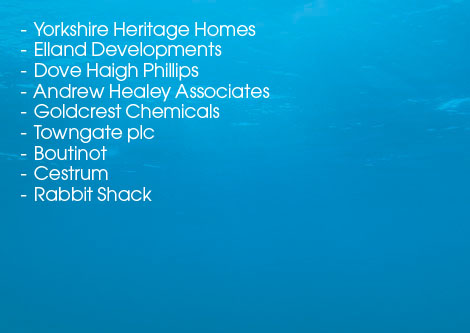 - Yorkshire Heritage Homes
- Elland Developments
- Dove Haigh Phillips
- Andrew Healey Associates
- Goldcrest Chemicals
- Towngate plc
- Boutinot
- Cestrum
- Rabbit Shack